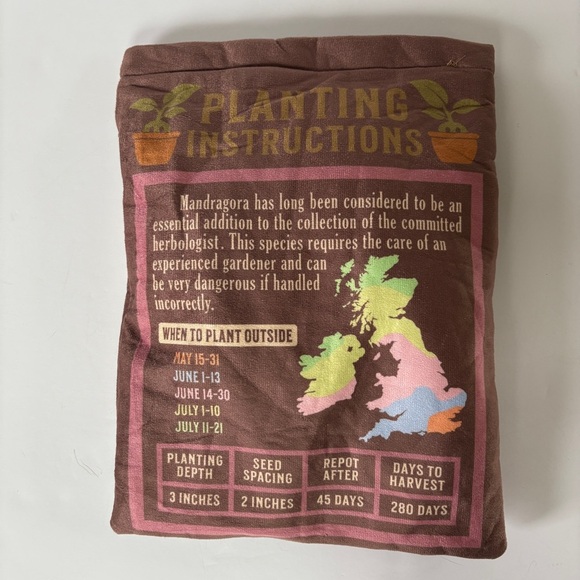 PLANTING
INSTRUCTIONS
Mandragora has long been considered to be an
essential addition to the collection of the committed
herbologist. This species requires the care of an
experienced gardener and can
be very dangerous if handled
incorrectly.
WHEN TO PLANT OUTSIDE
MAY 15-31
JUNE 1-13
JUNE 14-30
JULY 1-10
JULY 11-21
PLANTING DEPTH
SEED SPACING
REPOT AFTER
DAYS TO HARVEST
3 INCHES
2 INCHES
45 DAYS
280 DAYS